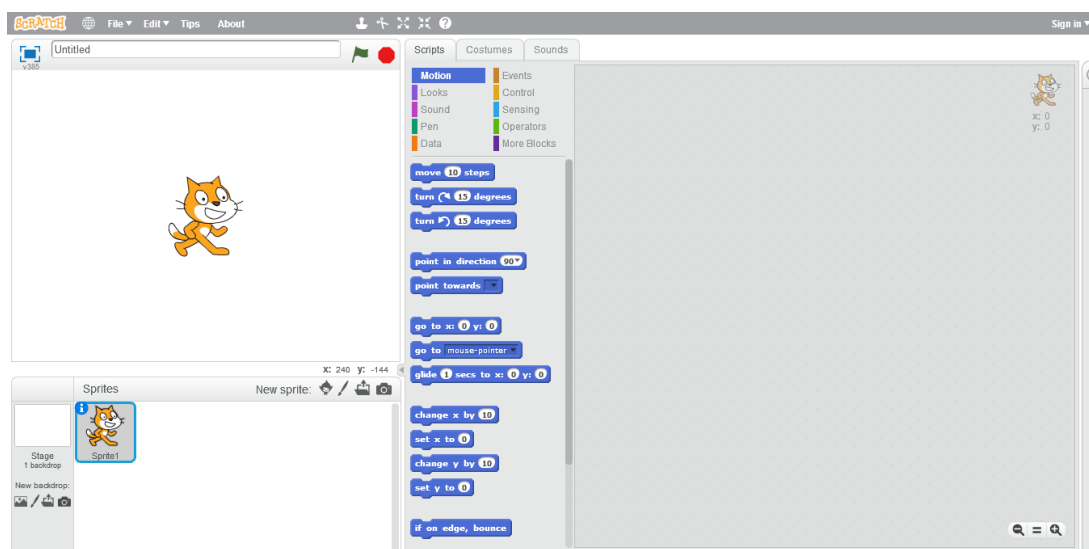 SCRATCH File Edit Tips About Sign in
Untitled
v385
Scripts Costumes Sounds
Motion Events
Looks Control
Sound Sensing
Pen Operators
Data More Blocks
x: 0
y: 0
move 10 steps
turn 15 degrees
turn 15 degrees
point in direction 90
point towards
go to x: 0 y: 0
go to mouse-pointer
glide 1 secs to x: 0 y: 0
change x by 10
set x to 0
change y by 10
set y to 0
if on edge, bounce
X: 240 y: -144
Sprites New sprite:
Sprite1
Stage
1 backdrop
New backdrop: